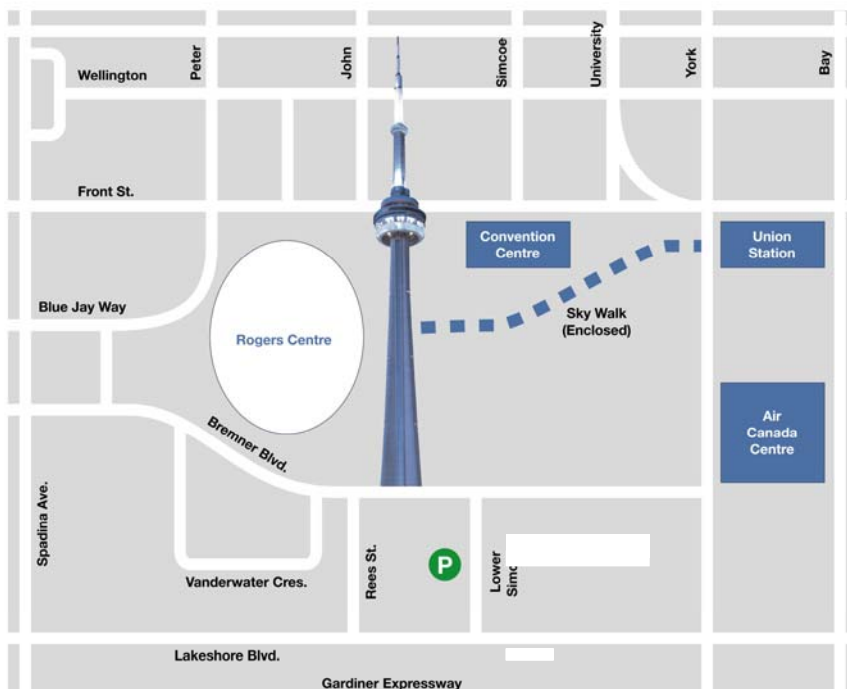 Wellington
Peter
John
Simcoe
University
York
Bay
Front St.
Convention
Centre
Union
Station
Blue Jay Way
Sky Walk
(Enclosed)
Rogers Centre
Air
Canada
Centre
Bremner Blvd.
Spadina Ave.
Rees St.
P
Lower
Vanderwater Cres.
Lakeshore Blvd.
Gardiner Expressway